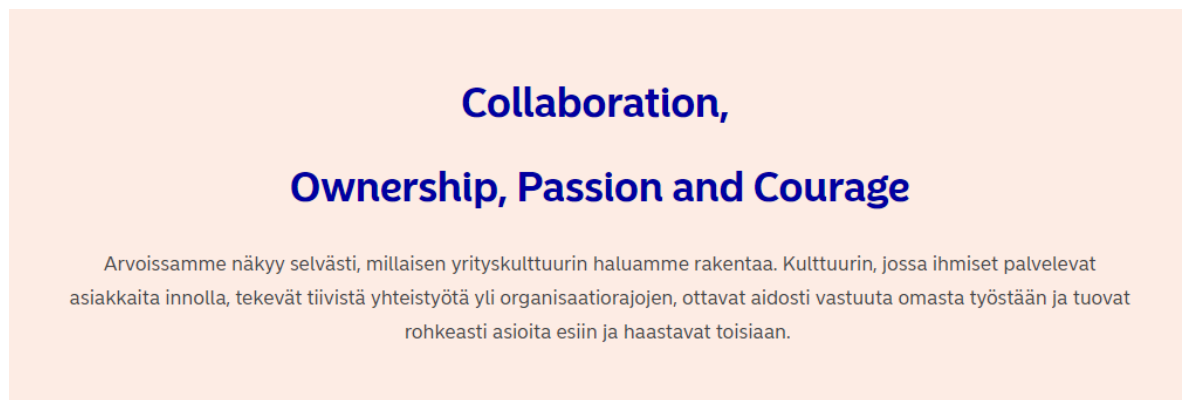 Collaboration,
Ownership, Passion and Courage
Arvoissamme näkyy selvästi, millaisen yrityskulttuurin haluamme rakentaa. Kulttuurin, jossa ihmiset palvelevat
asiakkaita innolla, tekevät tiivistä yhteistyötä yli organisaatiorajojen, ottavat aidosti vastuuta omasta työstään ja tuovat
rohkeasti asioita esiin ja haastavat toisiaan.